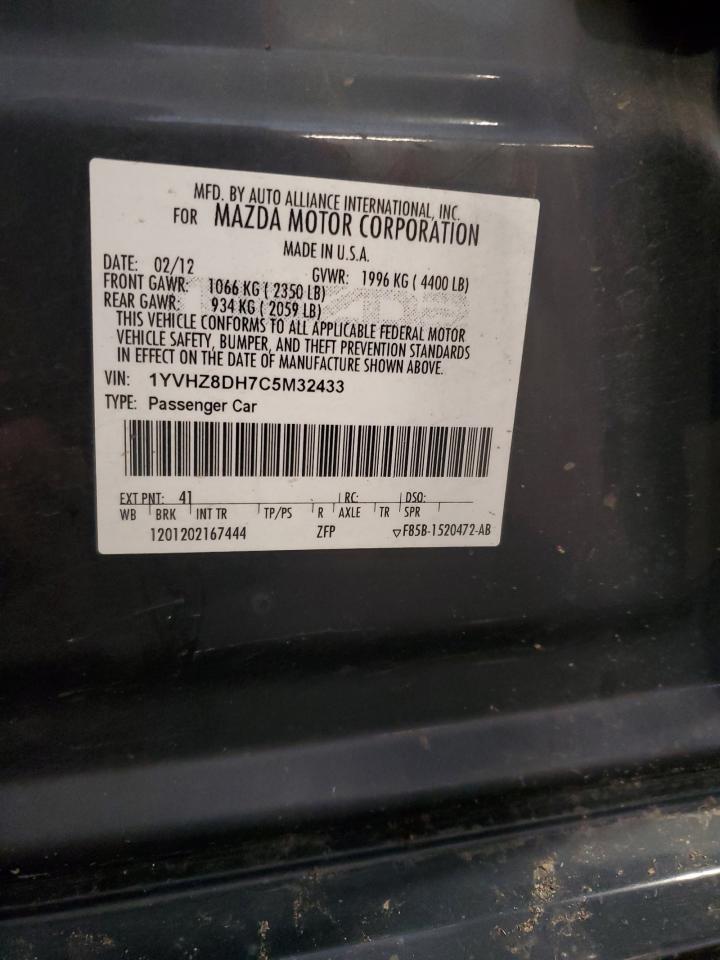 MFD. BY AUTO ALLIANCE INTERNATIONAL, INC.
FOR MAZDA MOTOR CORPORATION
MADE IN U.S.A.
DATE: 02/12 GVWR: 1996 KG ( 4400 LB)
FRONT GAWR: 1066 KG ( 2350 LB)
REAR GAWR: 934 KG ( 2059 LB)
THIS VEHICLE CONFORMS TO ALL APPLICABLE FEDERAL MOTOR
VEHICLE SAFETY, BUMPER, AND THEFT PREVENTION STANDARDS
IN EFFECT ON THE DATE OF MANUFACTURE SHOWN ABOVE.
VIN: 1YVHZ8DH7C5M32433
TYPE: Passenger Car
EXT PNT: 41 RC: DSO:
WB BRK INT TR TP/PS R AXLE TR SPR
1201202167444 ZFP ▽F85B-1520472-AB